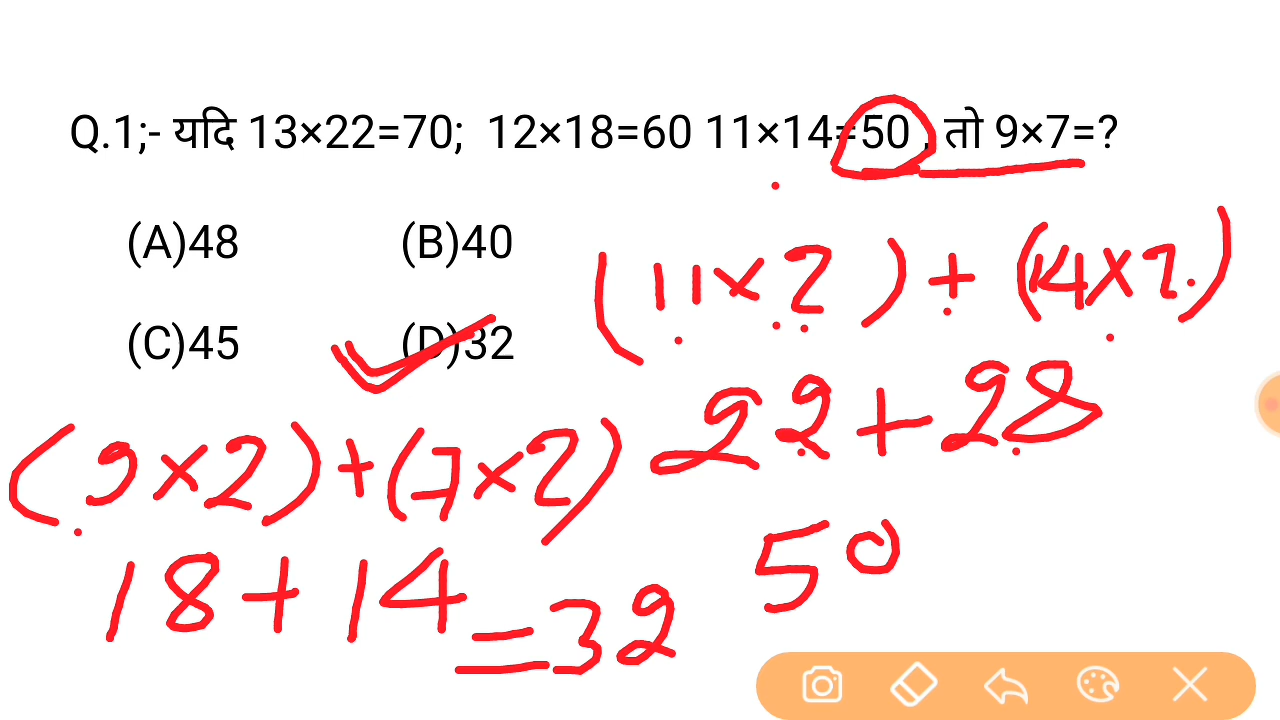 Q.1;- यदि 13×22=70; 12×18=60 11×14=50 , तो 9×7=?
(A)48 (B)40
(C)45 (D)32
(11×2) + (14×2)
22+28
50
(9×2)+(7×2)
18+14=32